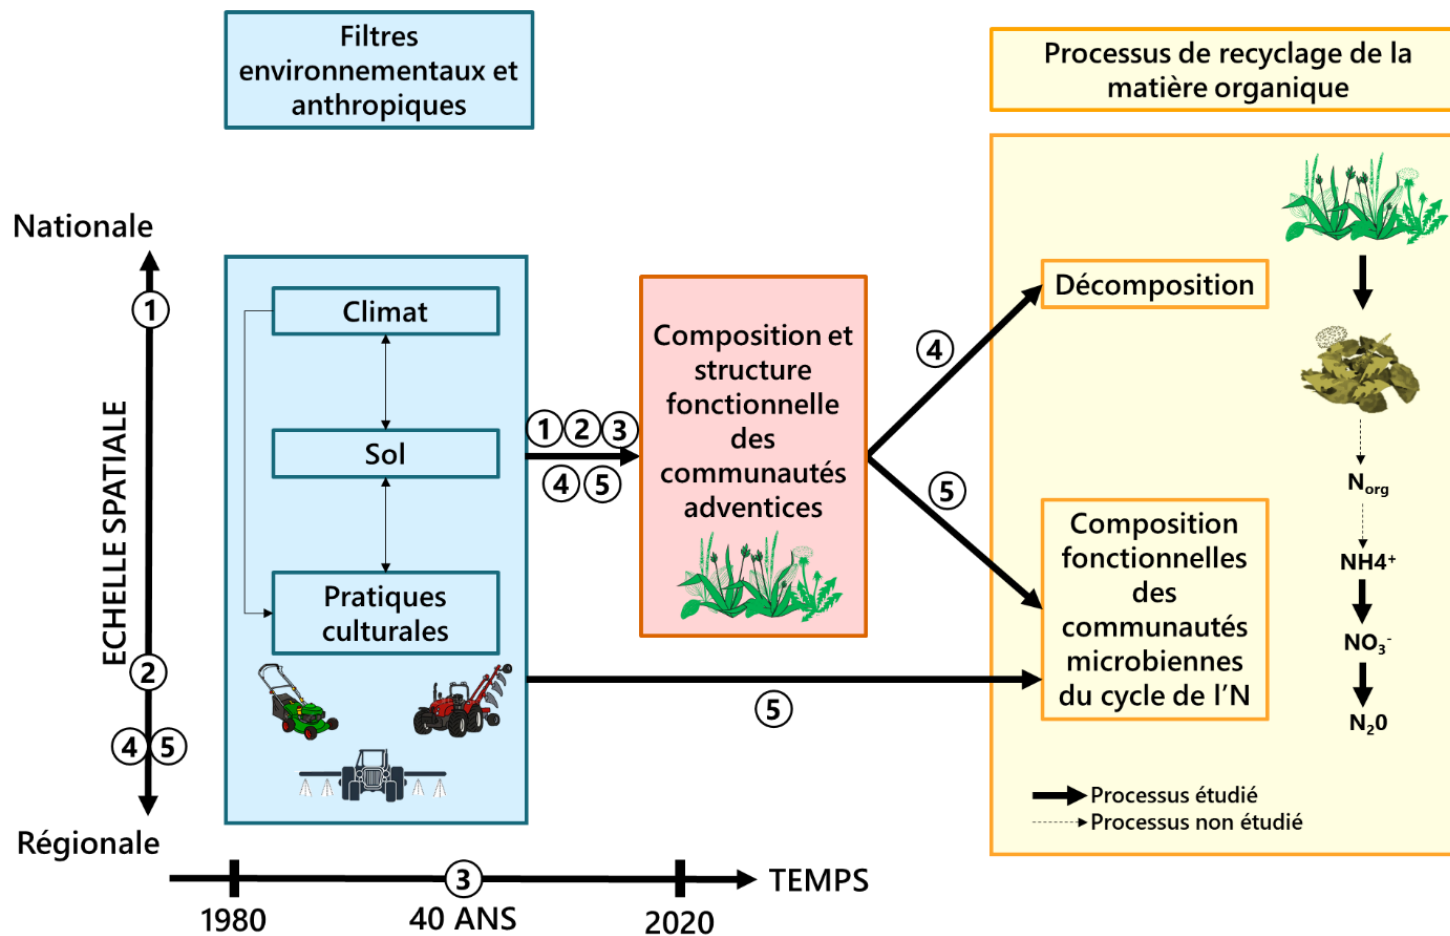 Filtres
environnementaux et
anthropiques
Processus de recyclage de la
matière organique
Nationale
Régionale
ECHELLE SPATIALE
1
2
4 5
Climat
Sol
Pratiques
culturales
1 2 3
4 5
Composition et
structure
fonctionnelle
des
communautés
adventices
4
5
5
Décomposition
Composition
fonctionnelles
des
communautés
microbiennes
du cycle de l’N
Norg
NH4+
NO3-
N20
Processus étudié
Processus non étudié
3
TEMPS
1980
40 ANS
2020